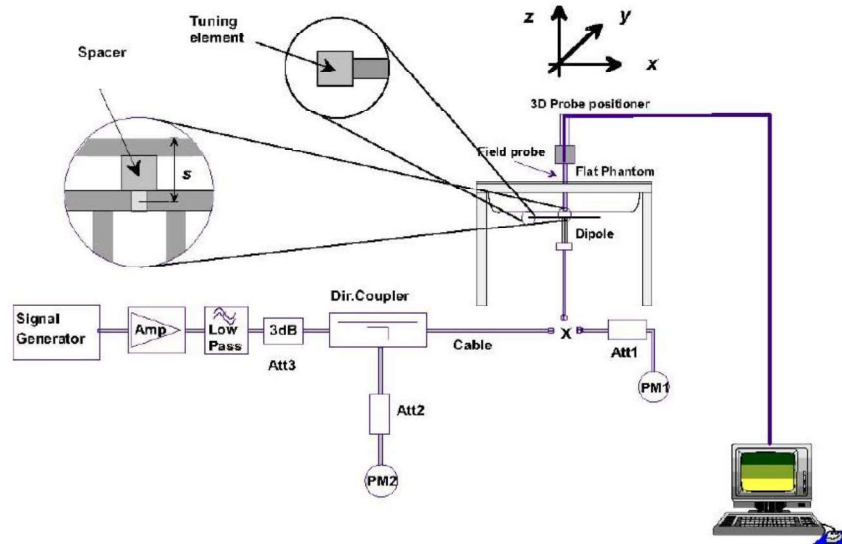 Spacer
Tuning
element
z
y
x
3D Probe positioner
Field probe
Flat Phantom
s
Dipole
Dir.Coupler
Signal
Generator
Amp
Low
Pass
3dB
Att3
Cable
X
Att1
PM1
Att2
PM2